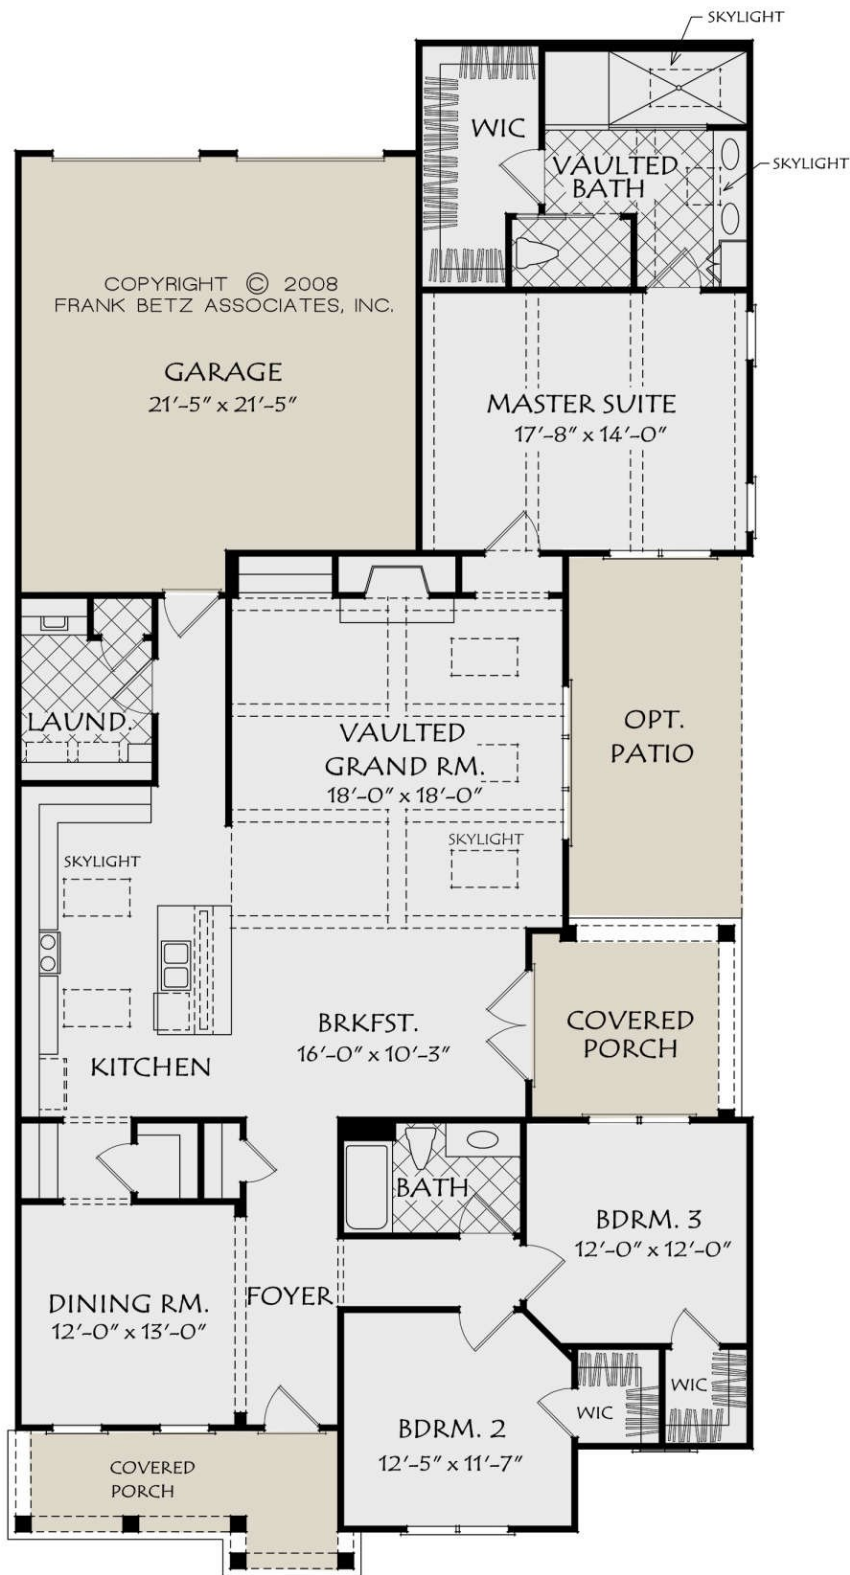 SKYLIGHT
WIC
VAULTED
BATH
SKYLIGHT
COPYRIGHT © 2008
FRANK BETZ ASSOCIATES, INC.
GARAGE
21'-5" x 21'-5"
MASTER SUITE
17'-8" x 14'-0"
LAUND.
VAULTED
GRAND RM.
18'-0" x 18'-0"
OPT.
PATIO
SKYLIGHT
SKYLIGHT
KITCHEN
BRKFST.
16'-0" x 10'-3"
COVERED
PORCH
BATH
BDRM. 3
12'-0" x 12'-0"
DINING RM.
12'-0" x 13'-0"
FOYER
WIC
WIC
BDRM. 2
12'-5" x 11'-7"
COVERED
PORCH